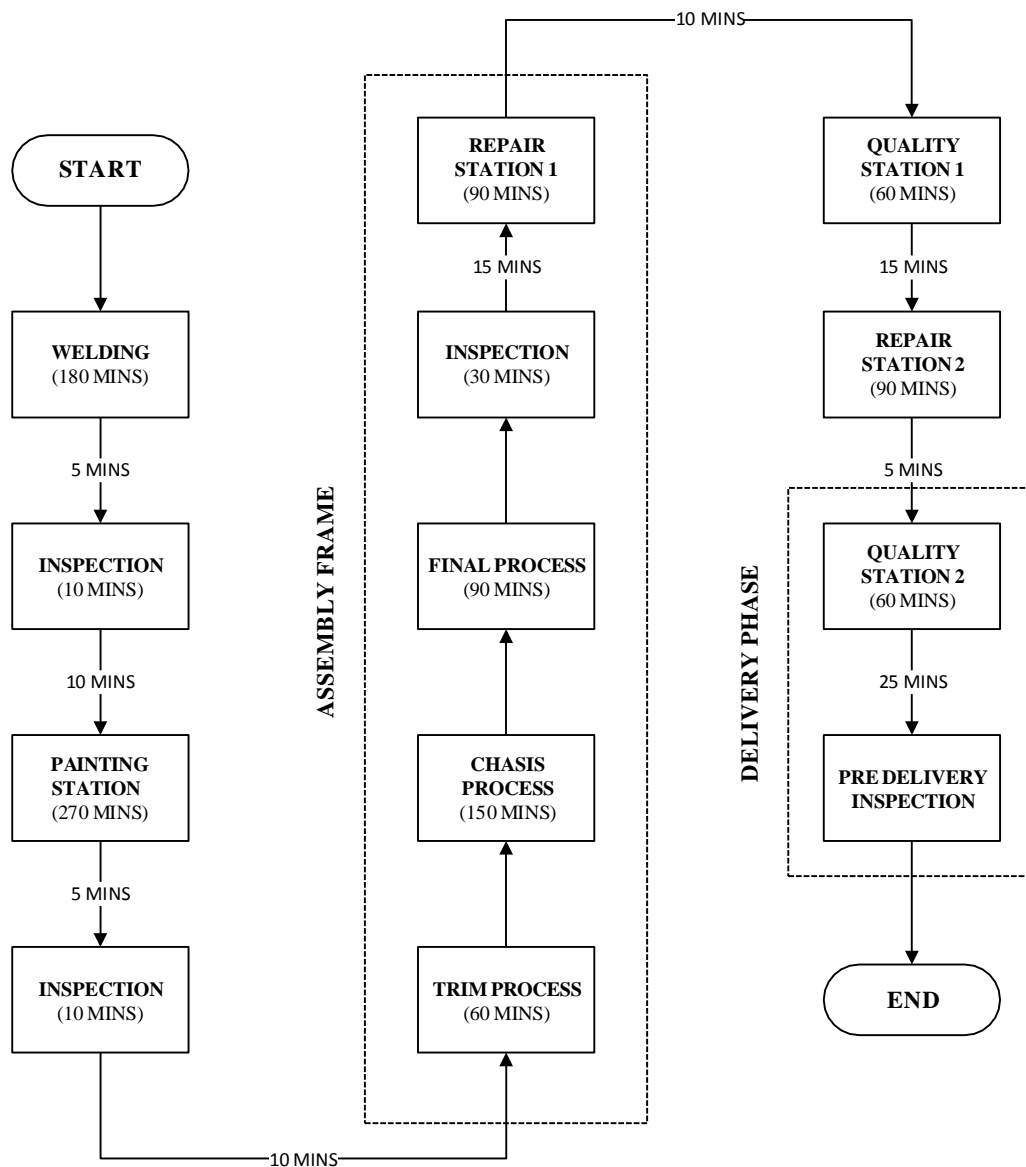 START
WELDING
(180 MINS)
5 MINS
INSPECTION
(10 MINS)
10 MINS
PAINTING
STATION
(270 MINS)
5 MINS
INSPECTION
(10 MINS)
10 MINS
ASSEMBLY FRAME
TRIM PROCESS
(60 MINS)
CHASIS
PROCESS
(150 MINS)
FINAL PROCESS
(90 MINS)
INSPECTION
(30 MINS)
15 MINS
REPAIR
STATION 1
(90 MINS)
10 MINS
QUALITY
STATION 1
(60 MINS)
15 MINS
REPAIR
STATION 2
(90 MINS)
5 MINS
DELIVERY PHASE
QUALITY
STATION 2
(60 MINS)
25 MINS
PRE DELIVERY
INSPECTION
END